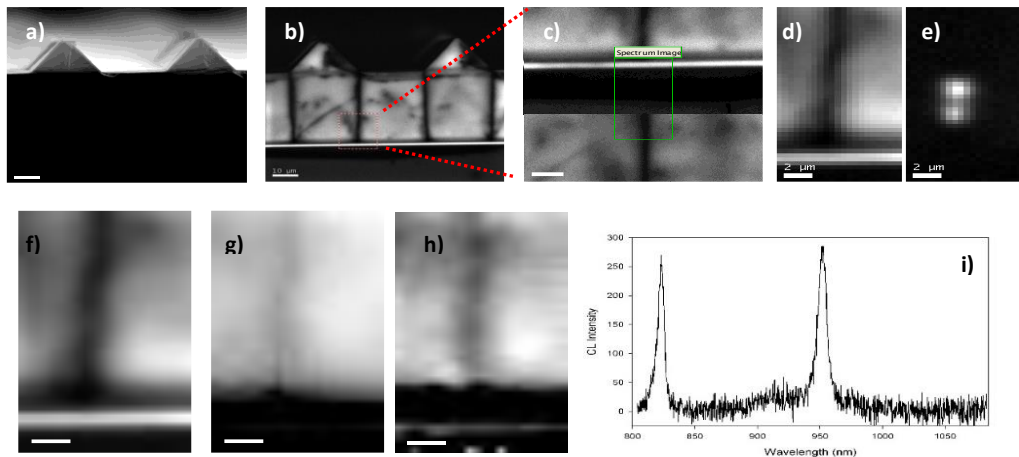 a)
b)
10 µm
c)
Spectrum Image
d)
2 µm
e)
2 µm
f)
g)
h)
i)
CL Intensity
300
250
200
150
100
50
0
800 850 900 950 1000 1050
Wavelength (nm)